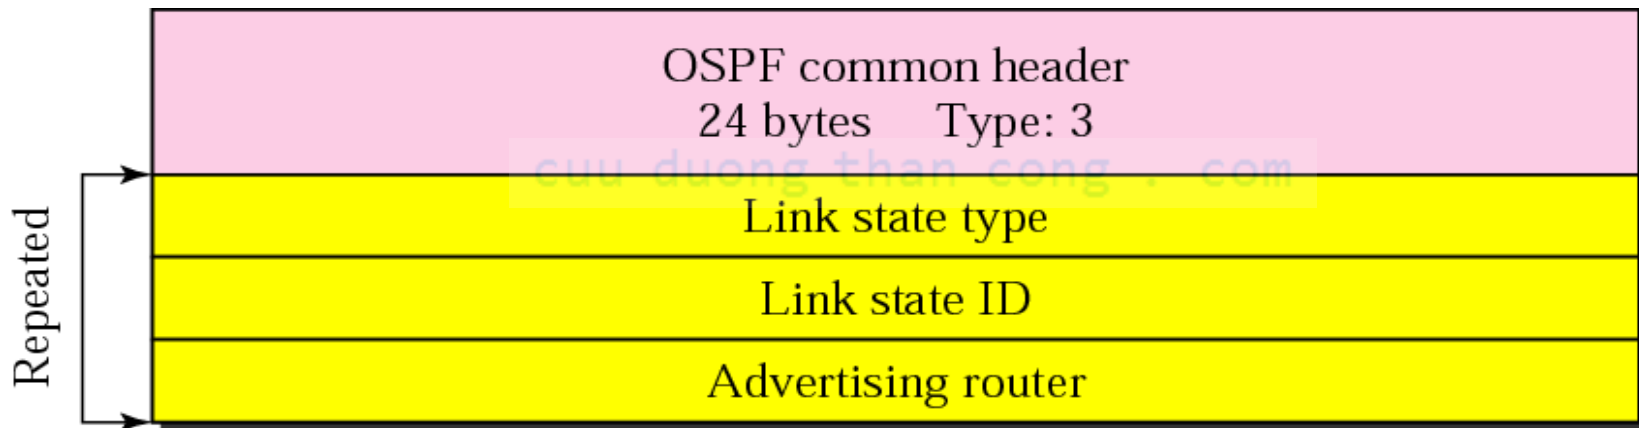 OSPF common header
24 bytes Type: 3
cuu duong than cong . com
Link state type
Link state ID
Advertising router
Repeated